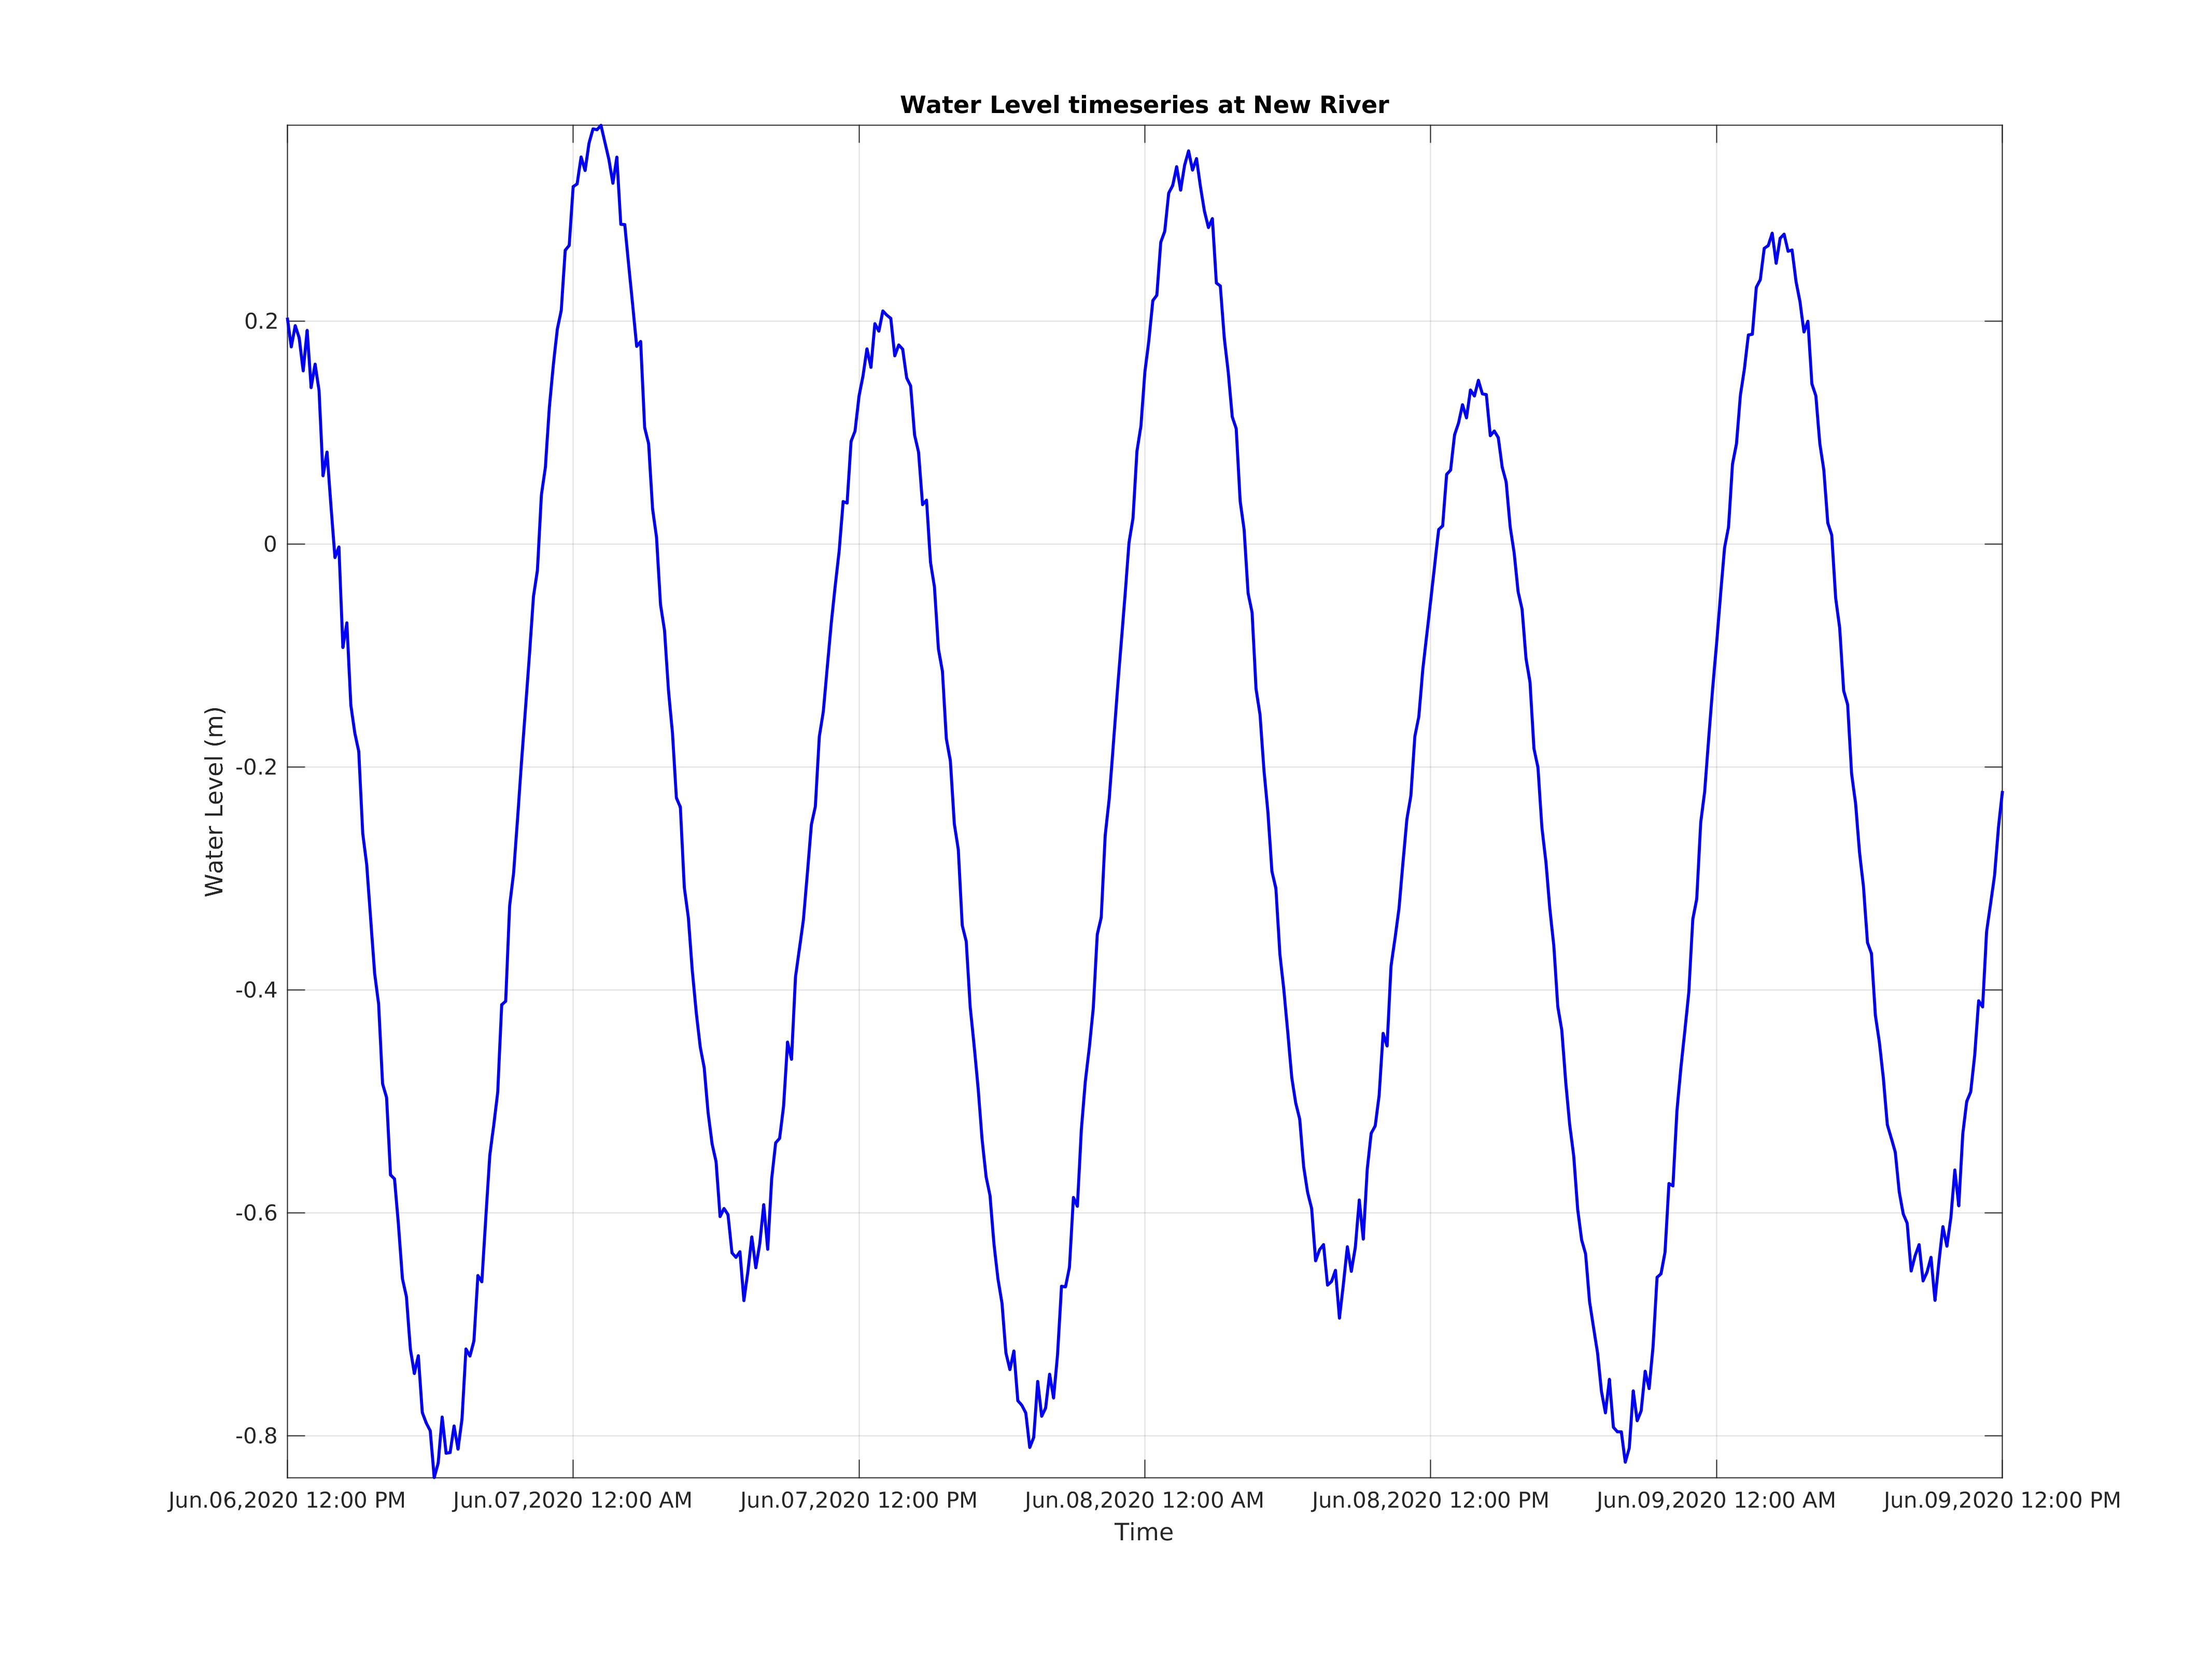 Water Level timeseries at New River
Water Level (m)
0.2
0
-0.2
-0.4
-0.6
-0.8
Jun.06,2020 12:00 PM
Jun.07,2020 12:00 AM
Jun.07,2020 12:00 PM
Jun.08,2020 12:00 AM
Jun.08,2020 12:00 PM
Jun.09,2020 12:00 AM
Jun.09,2020 12:00 PM
Time